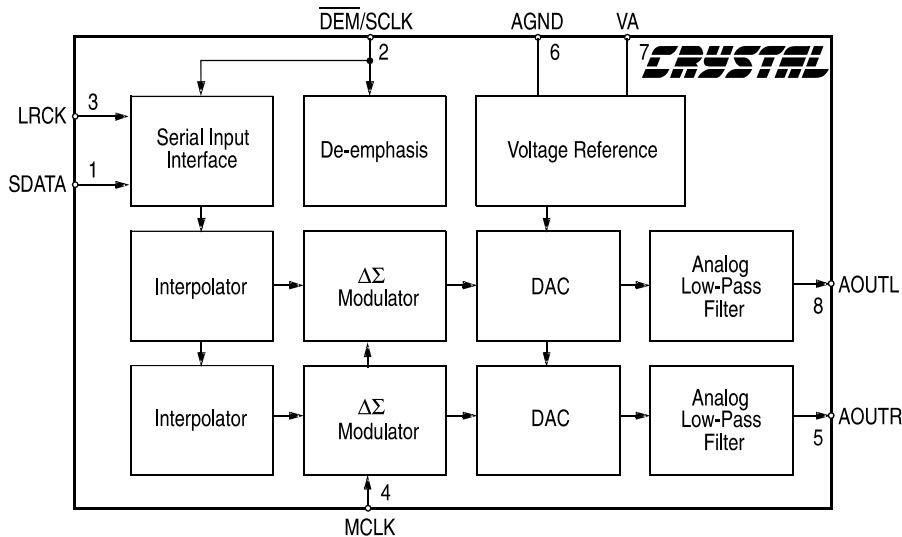 DEM/SCLK
AGND
VA
2
6
7
CRYSTAL
LRCK
3
SDATA
1
Serial Input
Interface
De-emphasis
Voltage Reference
Interpolator
ΔΣ
Modulator
DAC
Analog
Low-Pass
Filter
AOUTL
8
Interpolator
ΔΣ
Modulator
DAC
Analog
Low-Pass
Filter
AOUTR
5
4
MCLK